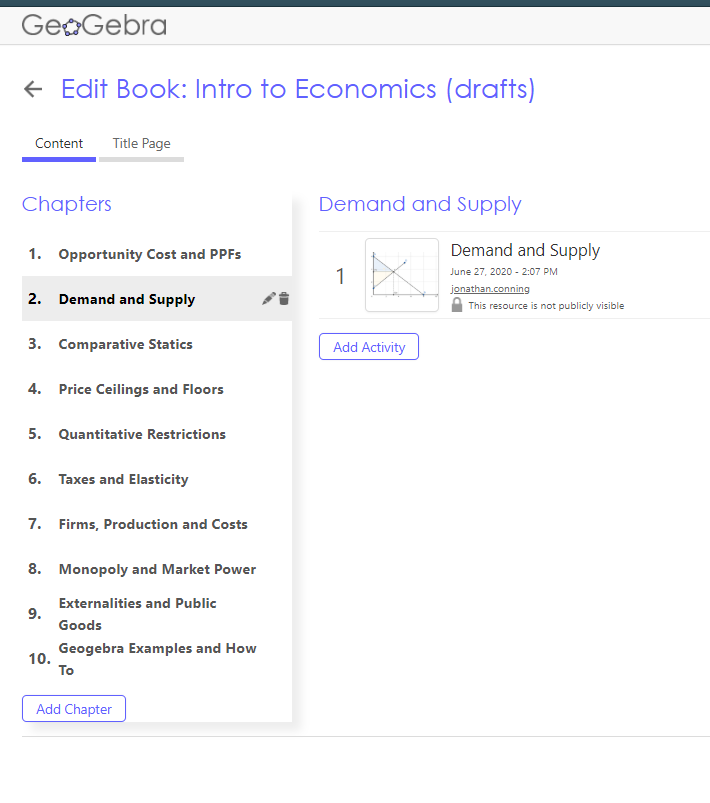 GeoGebra
Edit Book: Intro to Economics (drafts)
Content
Title Page
Chapters
1. Opportunity Cost and PPFs
2. Demand and Supply
3. Comparative Statics
4. Price Ceilings and Floors
5. Quantitative Restrictions
6. Taxes and Elasticity
7. Firms, Production and Costs
8. Monopoly and Market Power
9. Externalities and Public
Goods
10. Geogebra Examples and How
To
Add Chapter
Demand and Supply
1
Demand and Supply
June 27, 2020 - 2:07 PM
jonathan.conning
This resource is not publicly visible
Add Activity